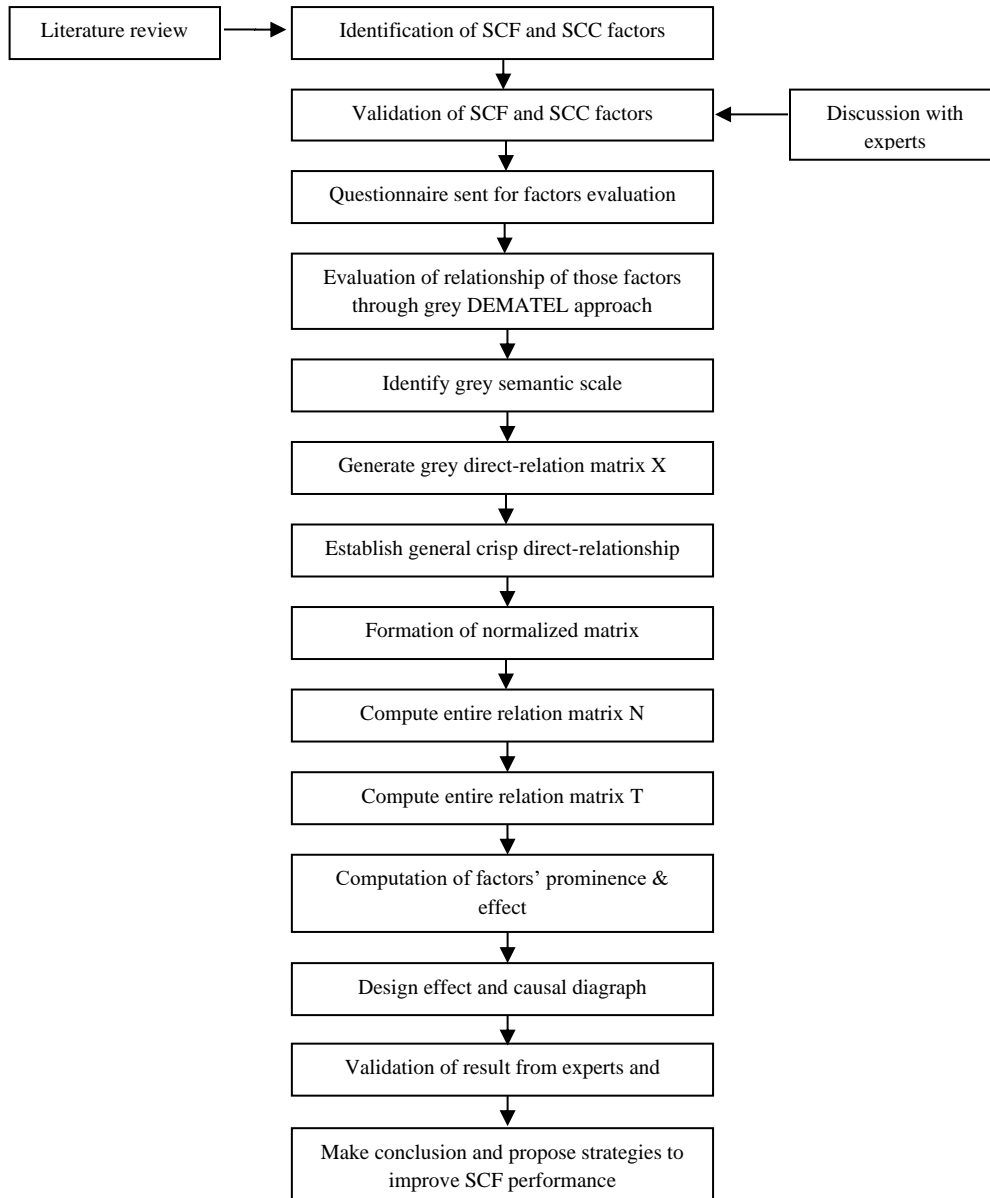 Literature review
Identification of SCF and SCC factors
Validation of SCF and SCC factors
Discussion with
experts
Questionnaire sent for factors evaluation
Evaluation of relationship of those factors
through grey DEMATEL approach
Identify grey semantic scale
Generate grey direct-relation matrix X
Establish general crisp direct-relationship
Formation of normalized matrix
Compute entire relation matrix N
Compute entire relation matrix T
Computation of factors’ prominence &
effect
Design effect and causal diagraph
Validation of result from experts and
Make conclusion and propose strategies to
improve SCF performance